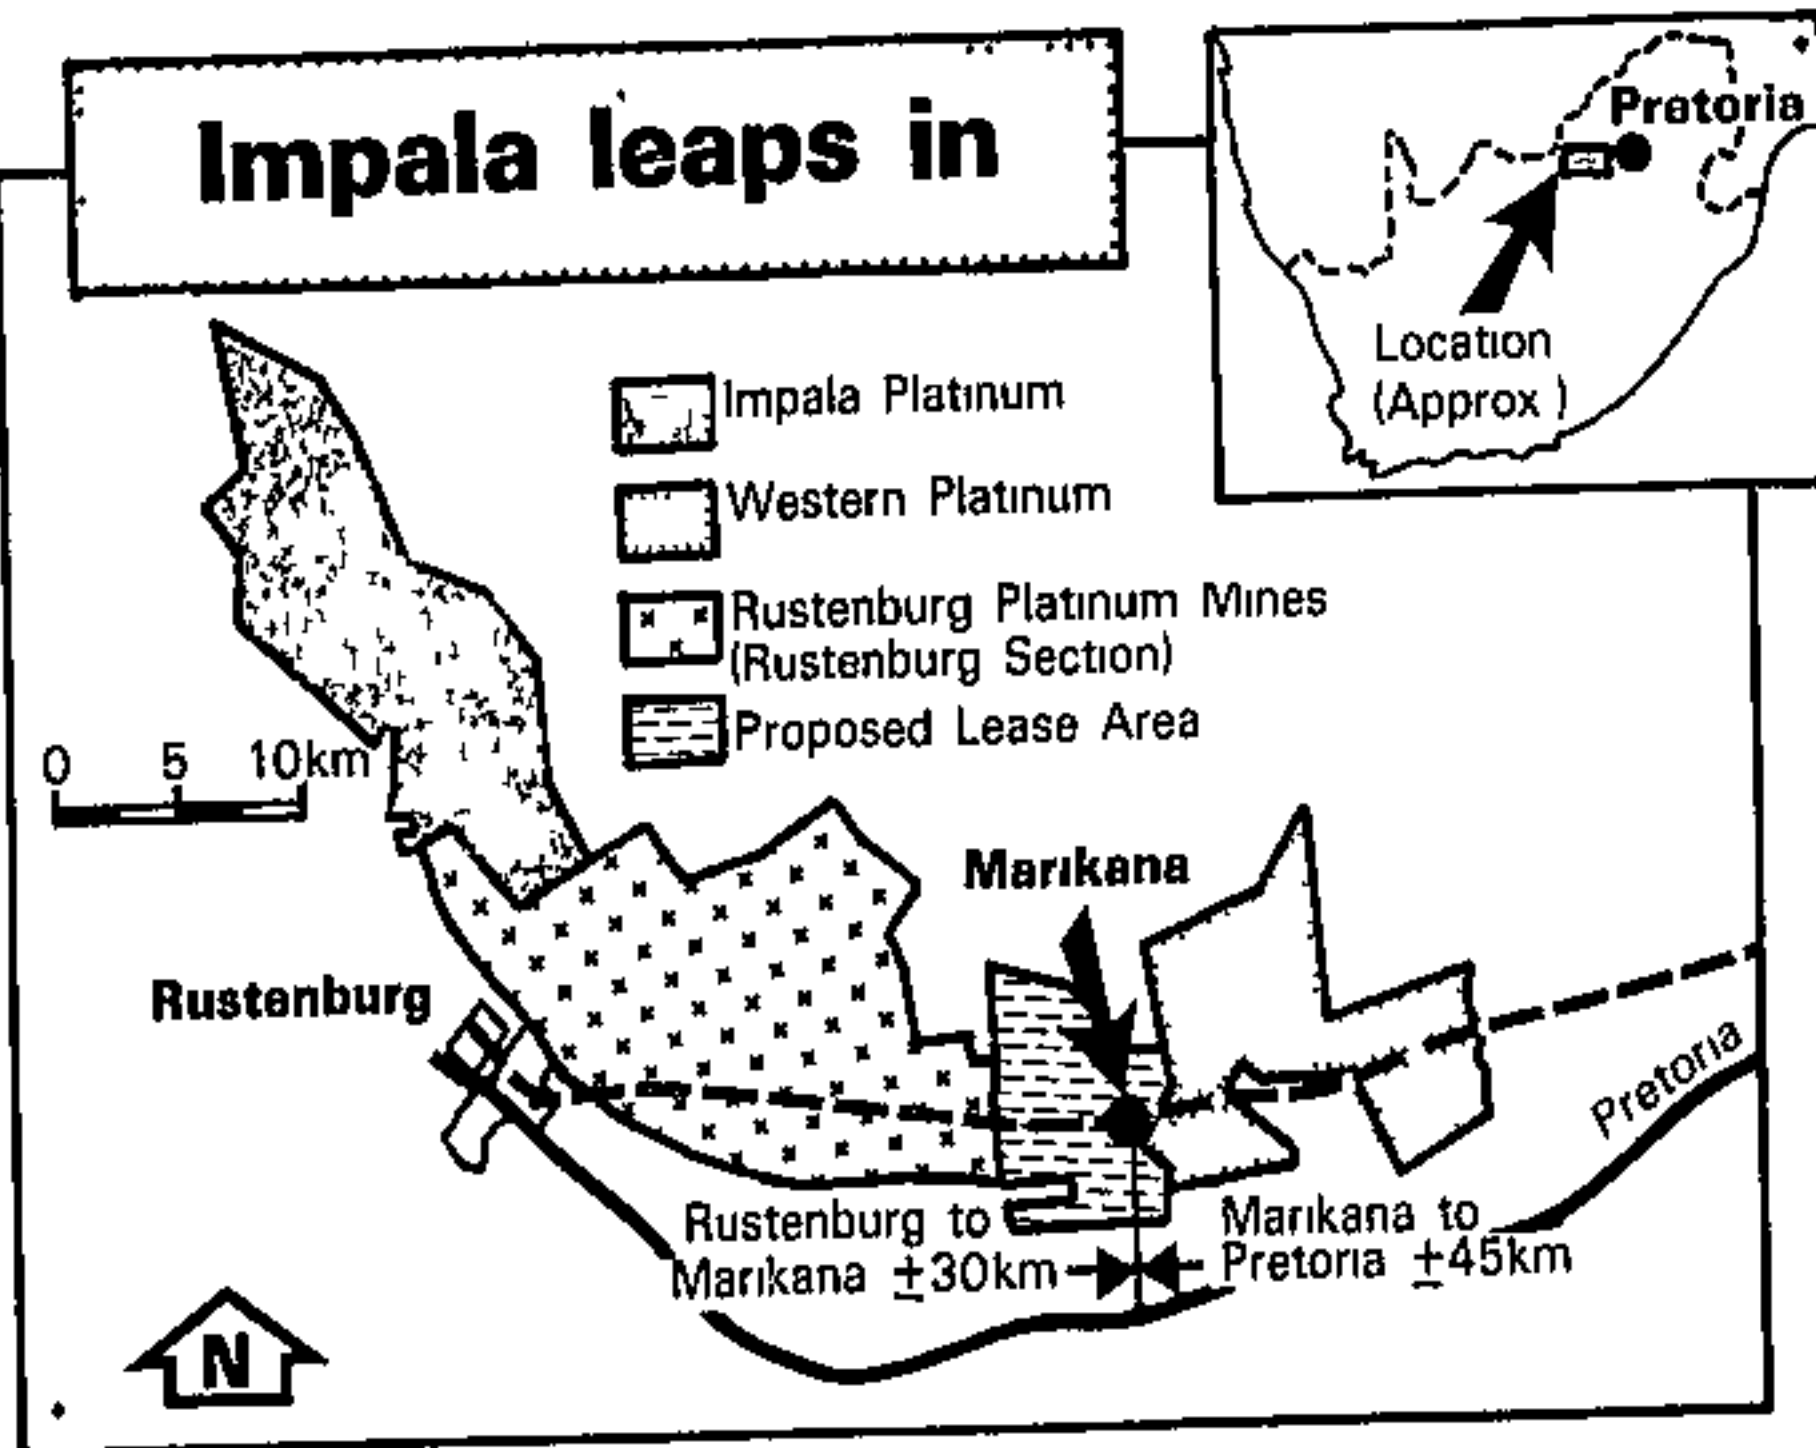 Impala leaps in
Pretoria
Location
(Approx )
Impala Platinum
Western Platinum
Rustenburg Platinum Mines
(Rustenburg Section)
Proposed Lease Area
0 5 10km
Marikana
Rustenburg
Pretoria
Rustenburg to
Marikana ±30km
Marikana to
Pretoria ±45km
N